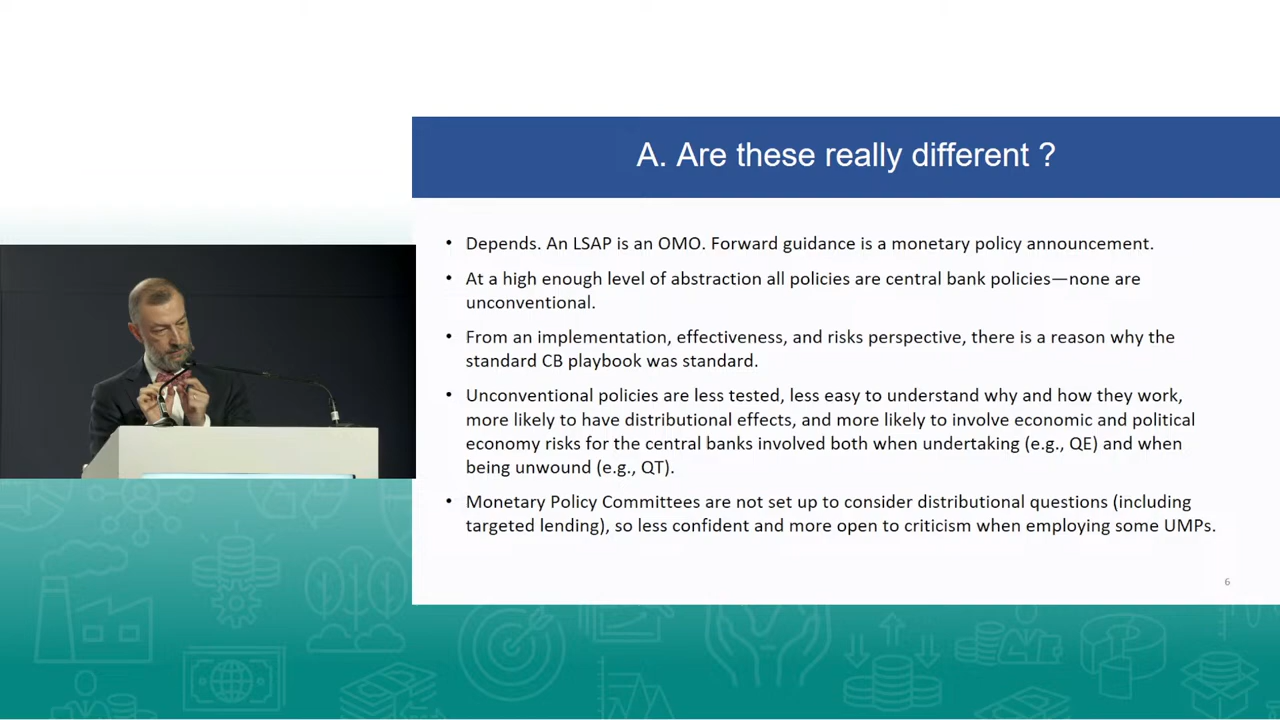 A. Are these really different ?
• Depends. An LSAP is an OMO. Forward guidance is a monetary policy announcement.
• At a high enough level of abstraction all policies are central bank policies—none are
unconventional.
• From an implementation, effectiveness, and risks perspective, there is a reason why the
standard CB playbook was standard.
• Unconventional policies are less tested, less easy to understand why and how they work,
more likely to have distributional effects, and more likely to involve economic and political
economy risks for the central banks involved both when undertaking (e.g., QE) and when
being unwound (e.g., QT).
• Monetary Policy Committees are not set up to consider distributional questions (including
targeted lending), so less confident and more open to criticism when employing some UMPs.
6